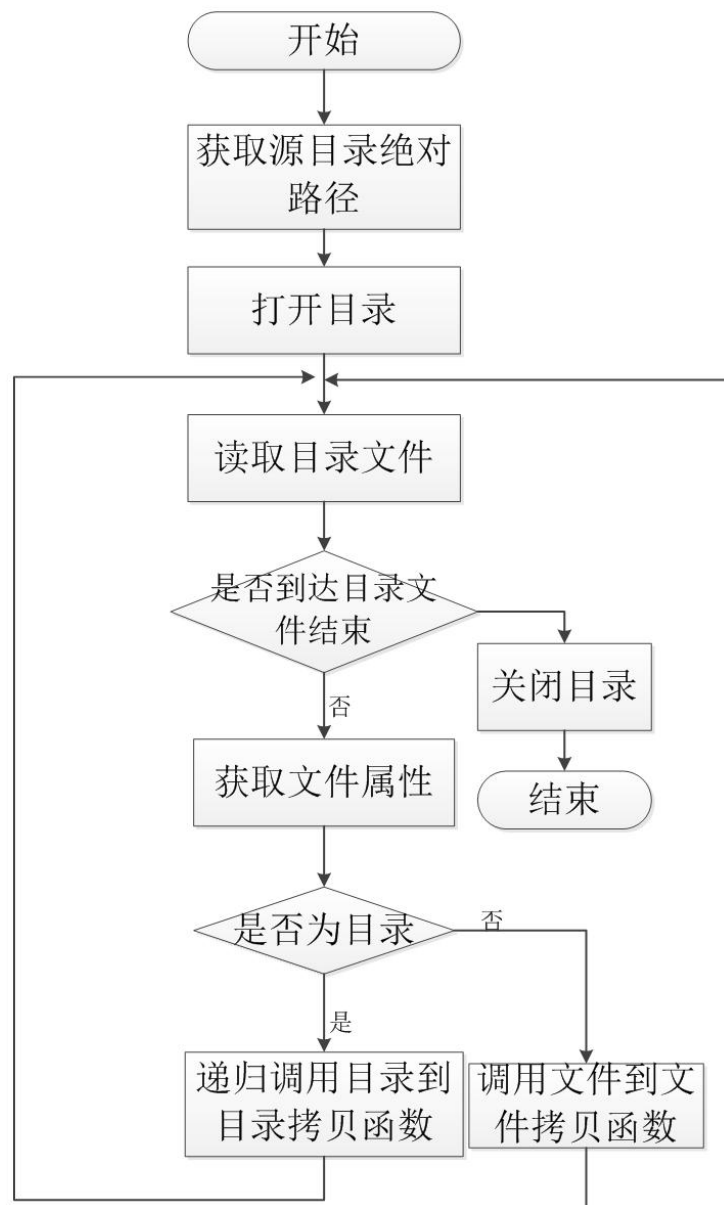 开始
获取源目录绝对
路径
打开目录
读取目录文件
是否到达目录文
件结束
关闭目录
否
获取文件属性
结束
是否为目录
否
是
递归调用目录到
目录拷贝函数
调用文件到文
件拷贝函数